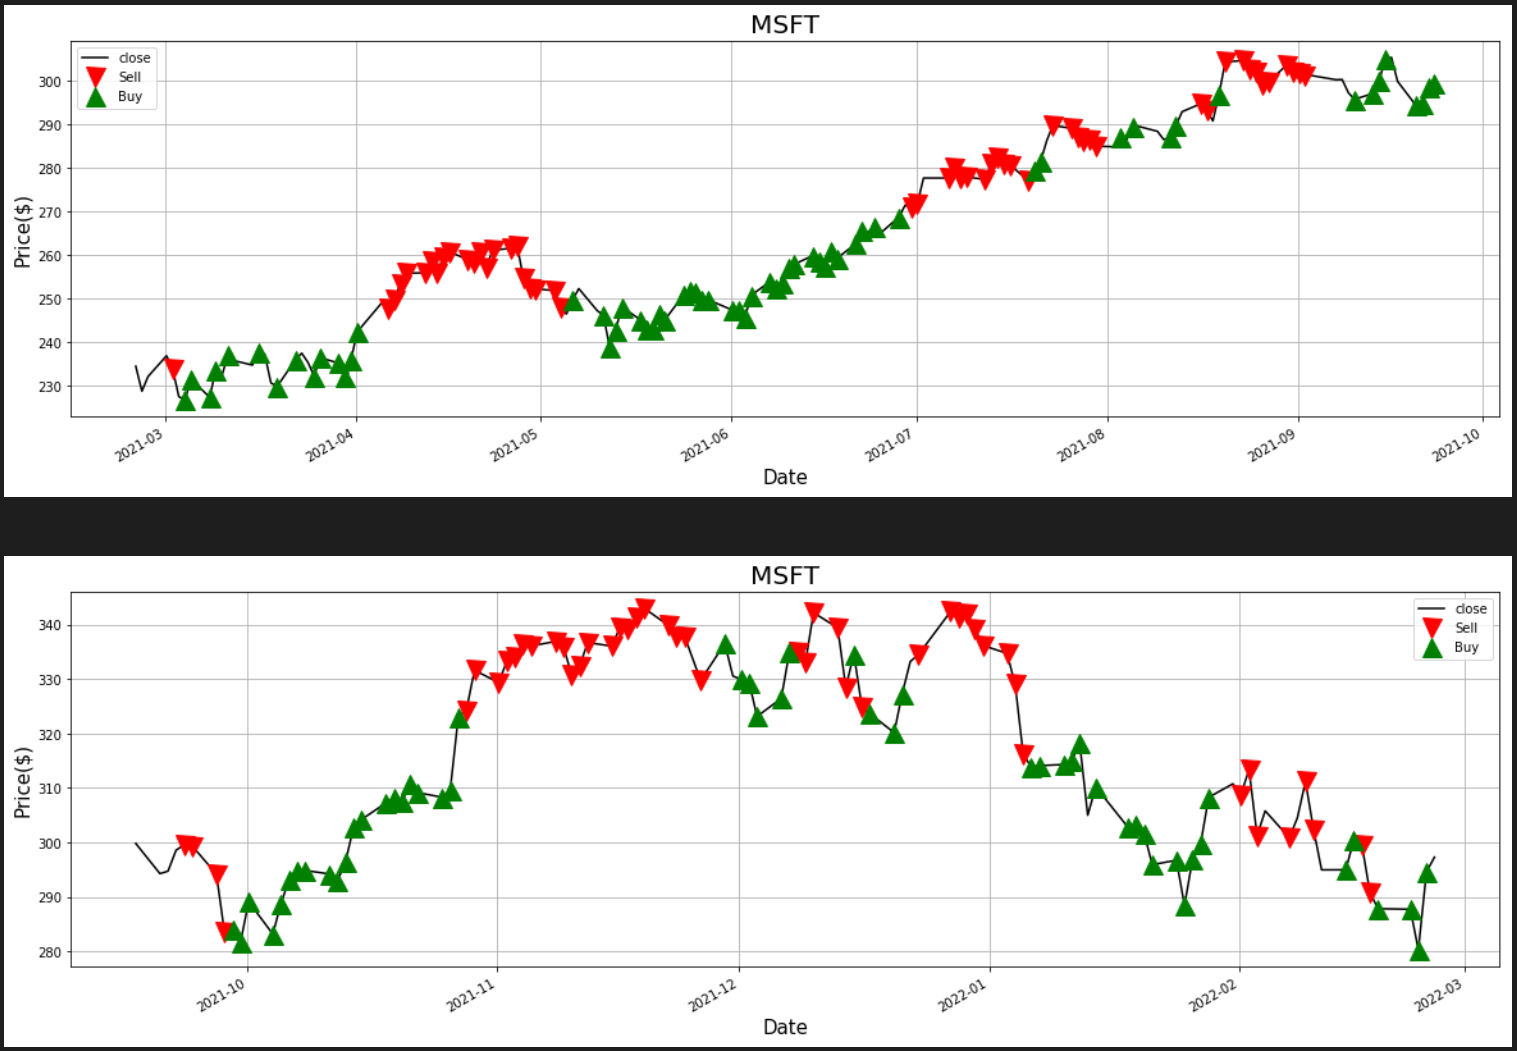 MSFT
close
Sell
Buy
300
290
280
270
260
250
240
230
Price($)
2021-03
2021-04
2021-05
2021-06
2021-07
2021-08
2021-09
2021-10
Date
MSFT
close
Sell
Buy
340
330
320
310
300
290
280
Price($)
2021-10
2021-11
2021-12
2022-01
2022-02
2022-03
Date